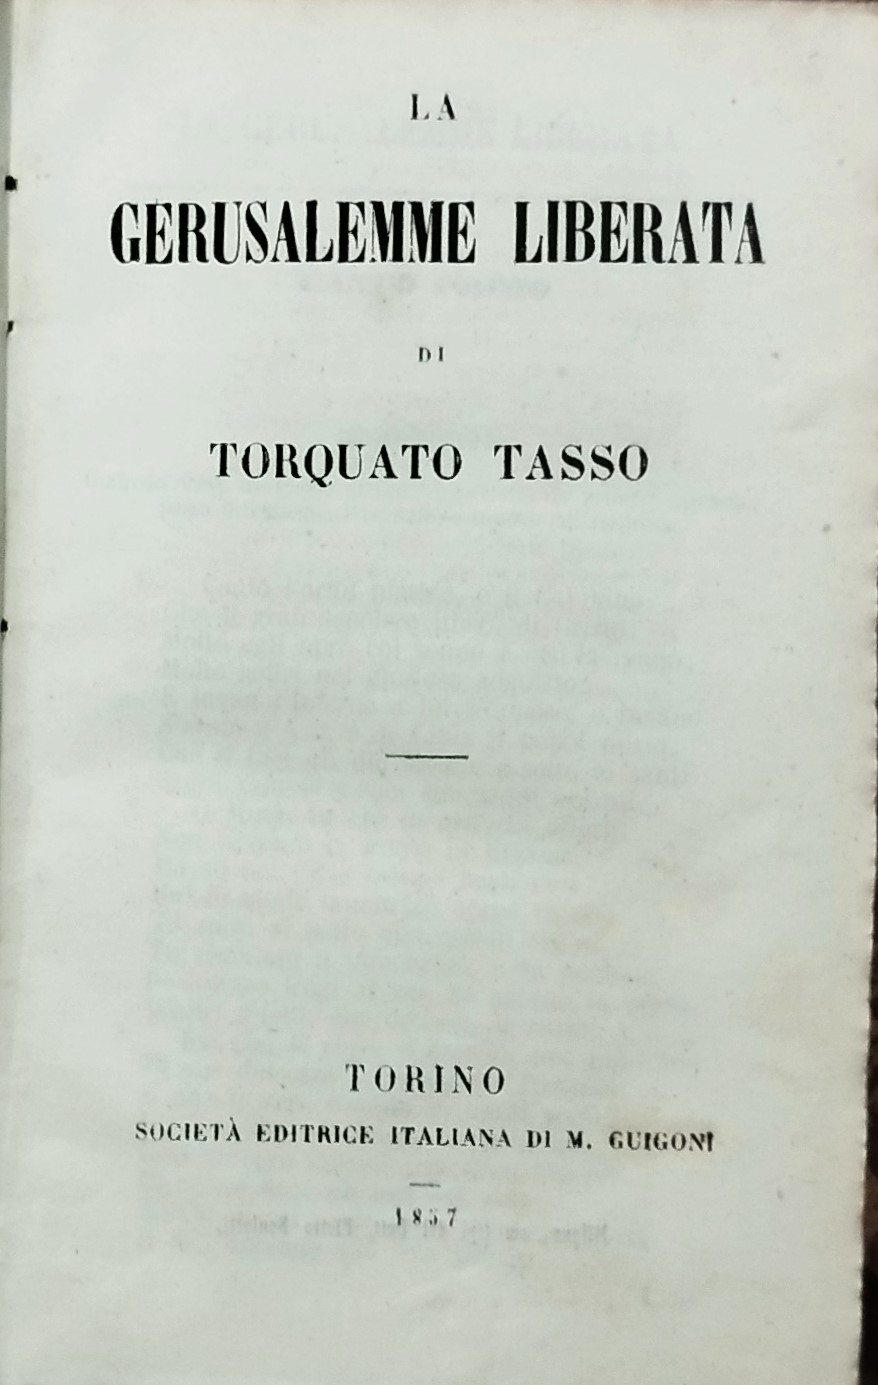 LA
GERUSALEMME LIBERATA
DI
TORQUATO TASSO
TORINO
SOCIETÀ EDITRICE ITALIANA DI M. GUIGONI
1857